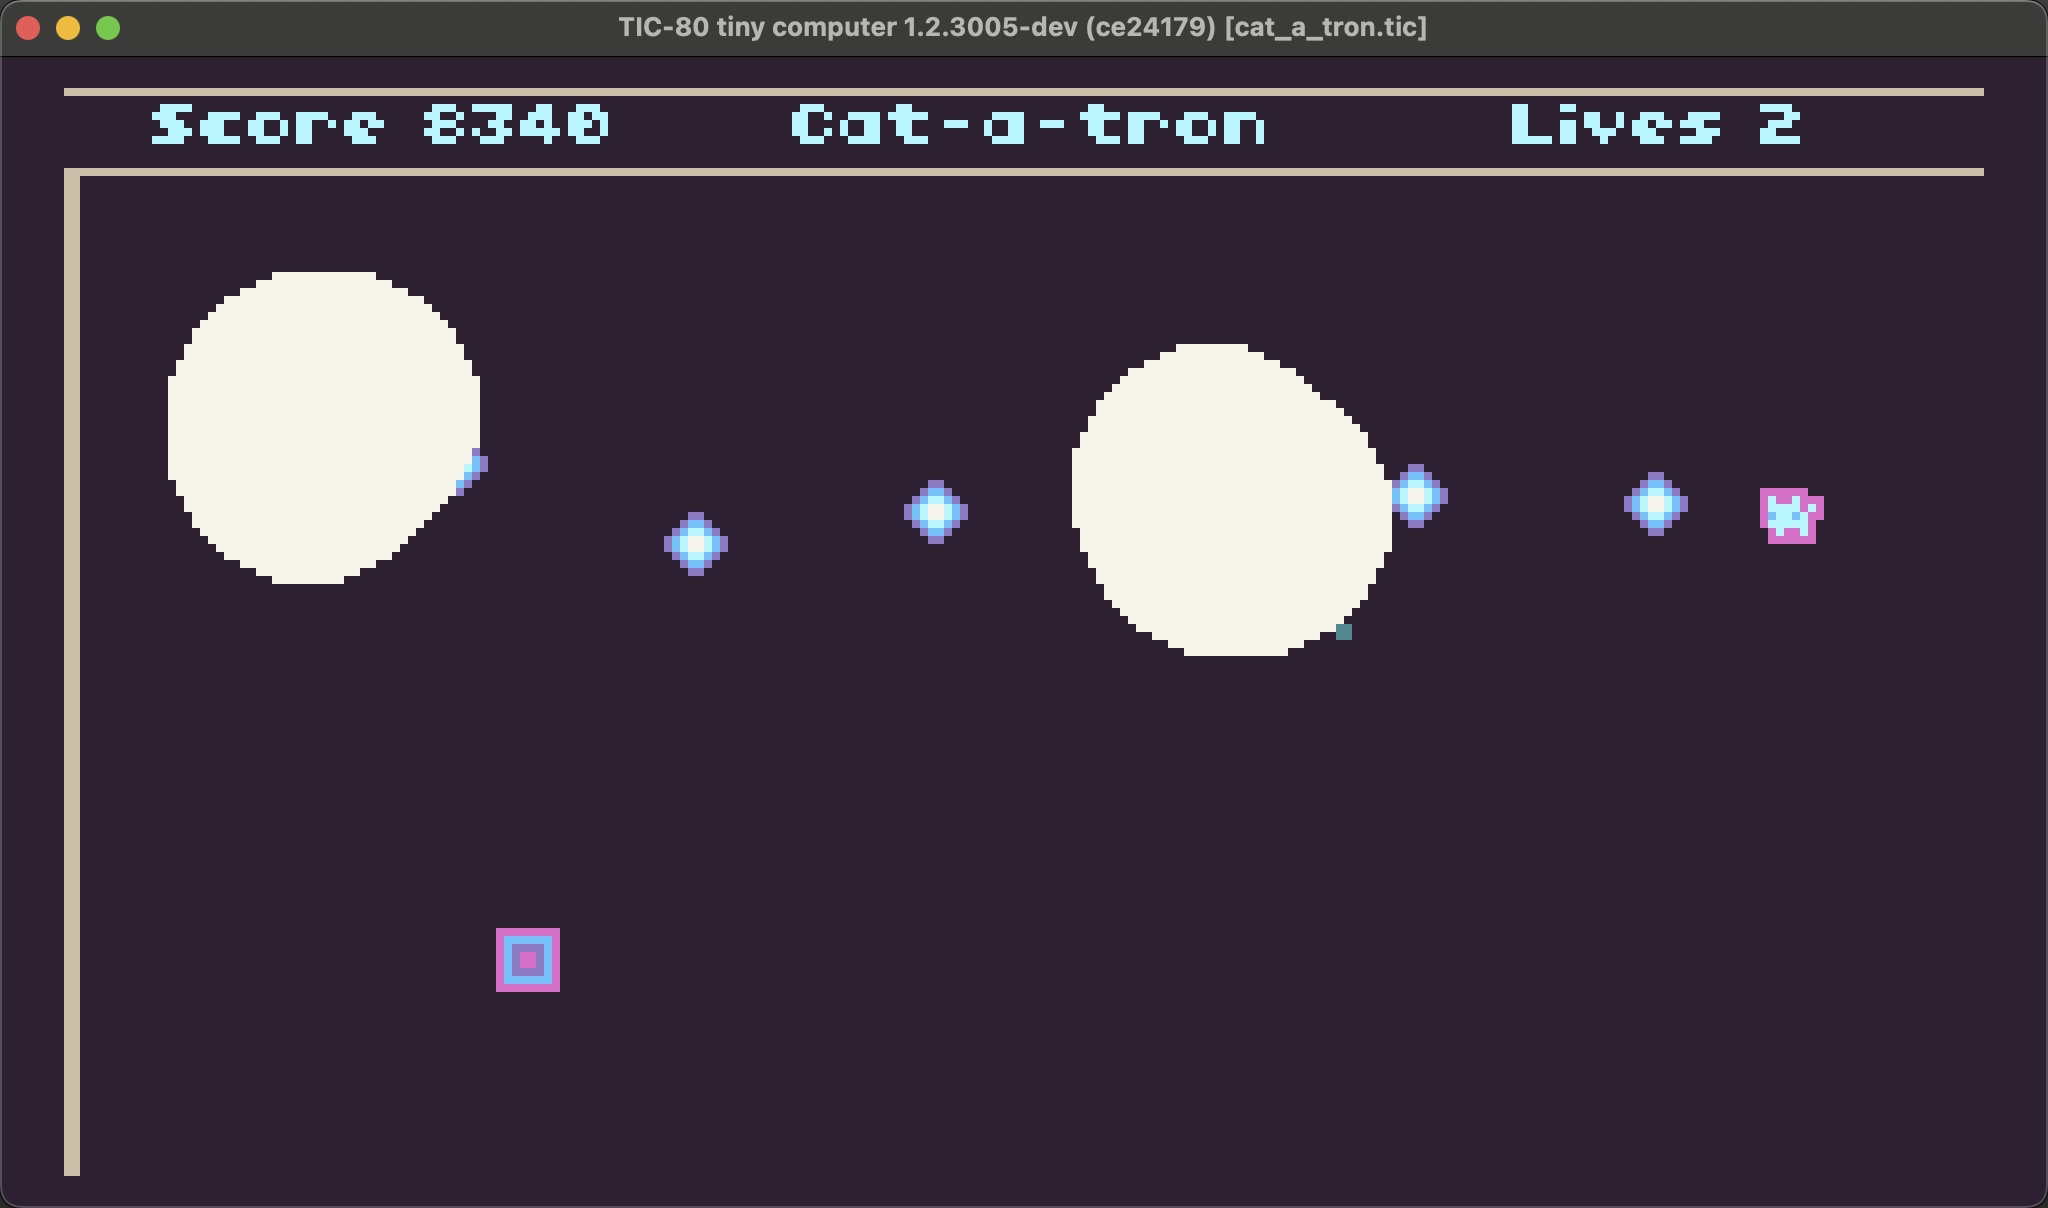 TIC-80 tiny computer 1.2.3005-dev (ce24179) [cat_a_tron.tic]
Score 8340 Cat-a-tron Lives 2